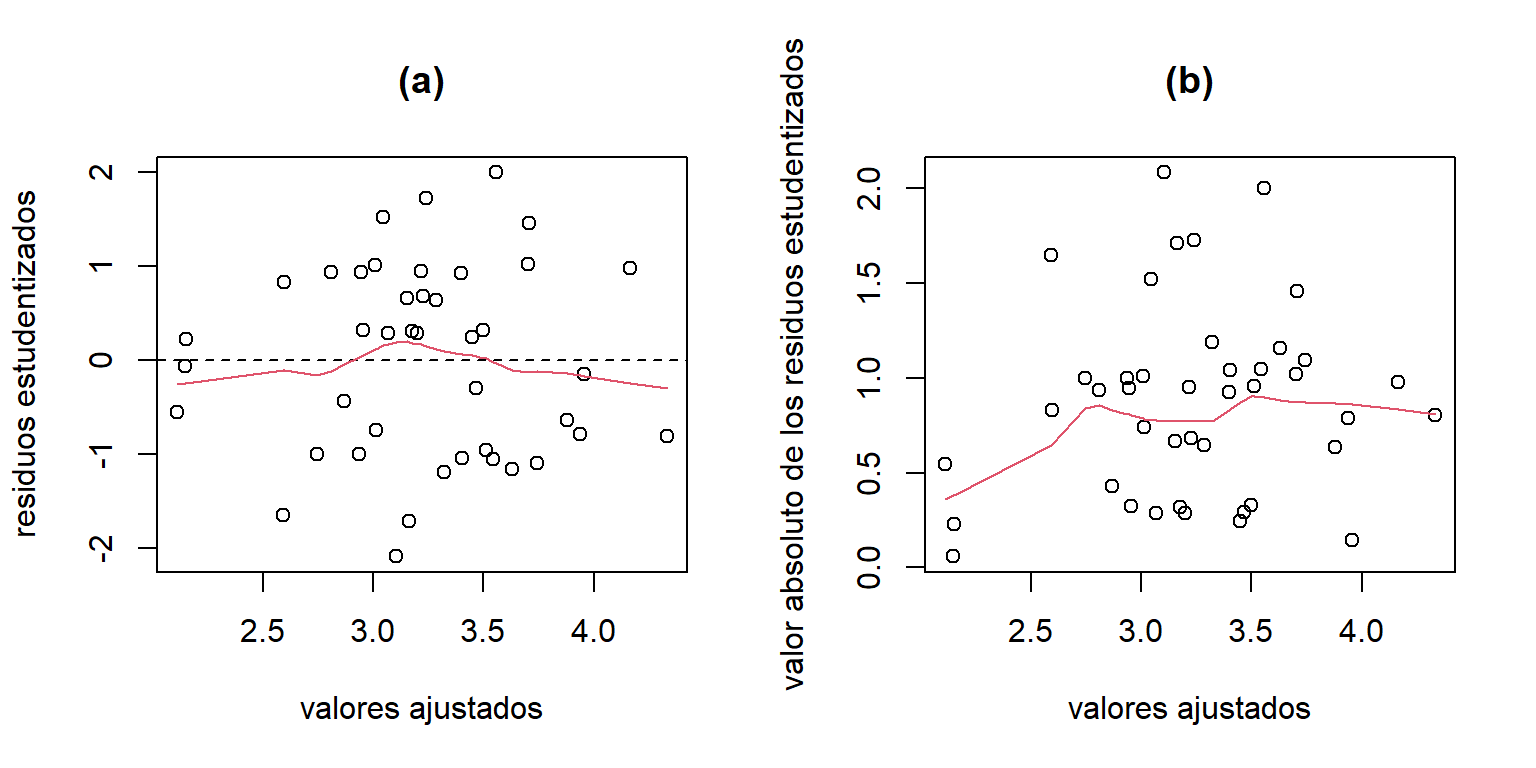 (a)
residuos estudentizados
2
1
0
-1
-2
2.5 3.0 3.5 4.0
valores ajustados
(b)
valor absoluto de los residuos estudentizados
2.0
1.5
1.0
0.5
0.0
2.5 3.0 3.5 4.0
valores ajustados